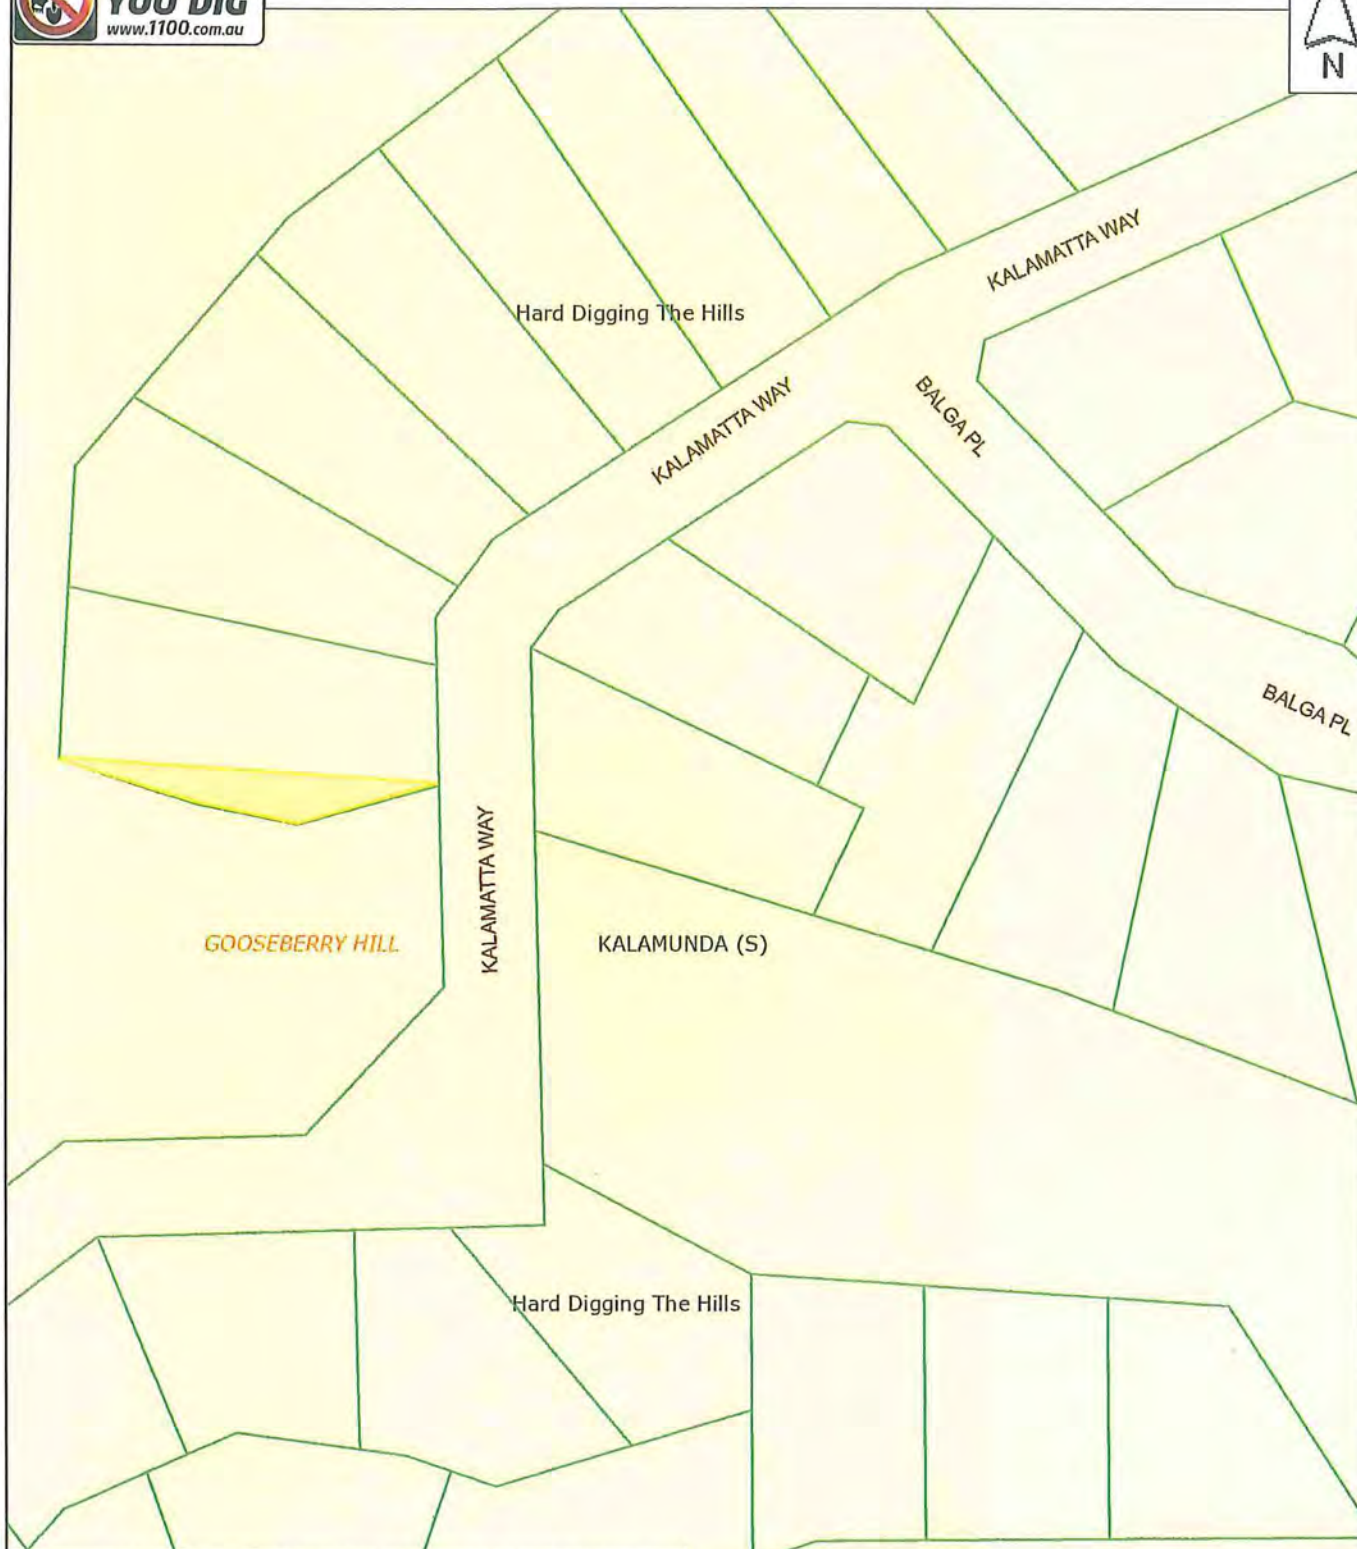 YOU DIG
www.1100.com.au
N
KALAMATTA WAY
Hard Digging The Hills
KALAMATTA WAY
BALGA PL
BALGA PL
KALAMATTA WAY
GOOSEBERRY HILL
KALAMUNDA (S)
Hard Digging The Hills